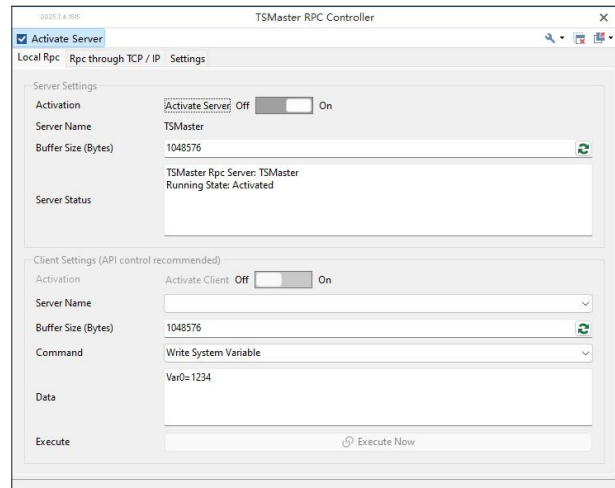 2025.7.4.1515 TSMaster RPC Controller
Activate Server
Local Rpc Rpc through TCP / IP Settings
Server Settings
Activation Activate Server Off On
Server Name TSMaster
Buffer Size (Bytes) 1048576
TSMaster Rpc Server: TSMaster
Running State: Activated
Server Status
Client Settings (API control recommended)
Activation Activate Client Off On
Server Name
Buffer Size (Bytes) 1048576
Command Write System Variable
Var0=1234
Data
Execute Execute Now